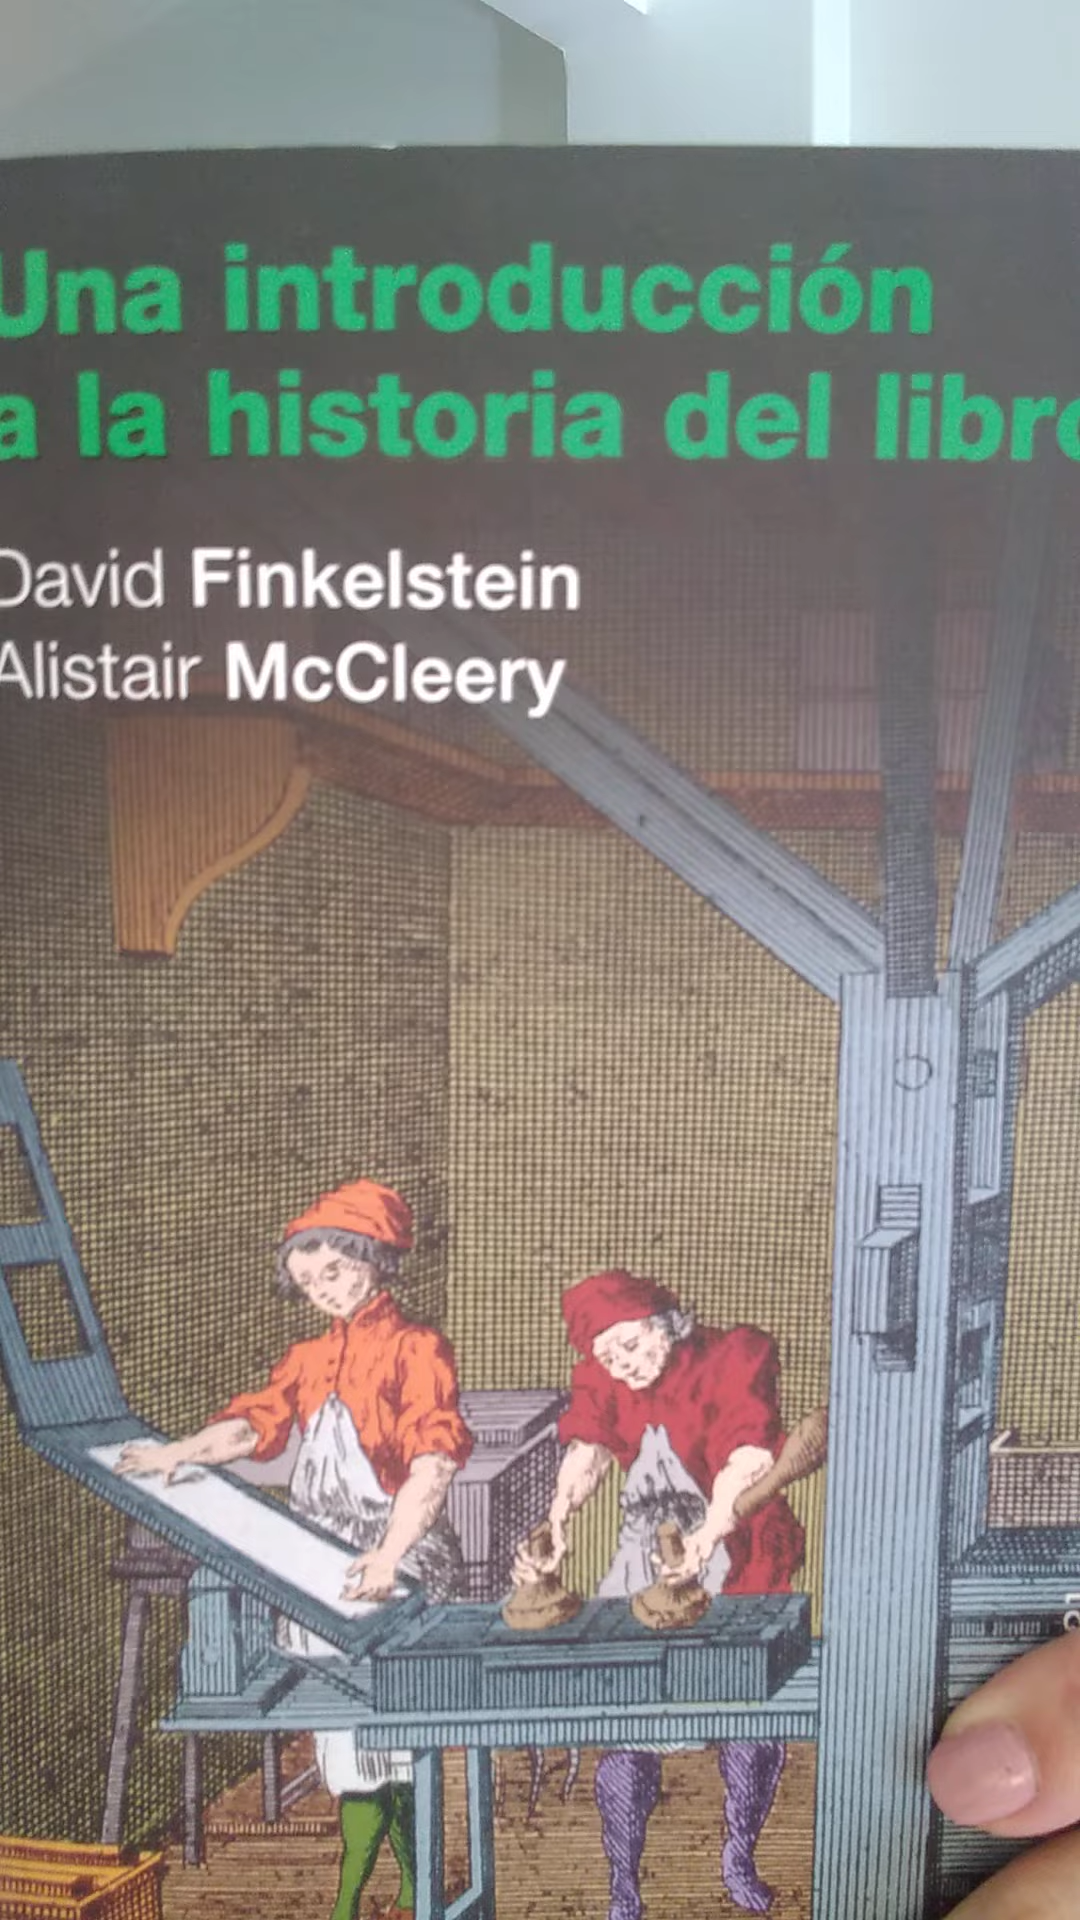 Una introducción
a la historia del libro
David Finkelstein
Alistair McCleery